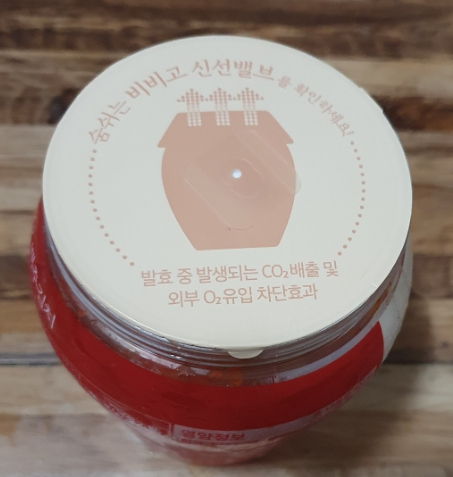 숨쉬는 비비고 신선밸브를 확인하세요!
발효 중 발생되는 CO₂배출 및
외부 O₂유입 차단효과
영양정보